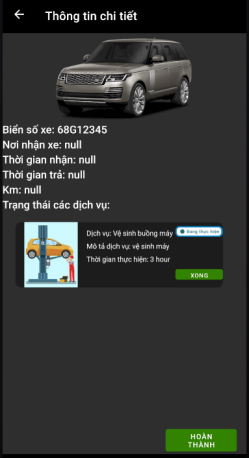 Thông tin chi tiết
Biển số xe: 68G12345
Nơi nhận xe: null
Thời gian nhận: null
Thời gian trả: null
Km: null
Trạng thái các dịch vụ:
Dịch vụ: Vệ sinh buồng máy
Đang thực hiện
Mô tả dịch vụ: vệ sinh máy
Thời gian thực hiện: 3 hour
XONG
HOÀN
THÀNH